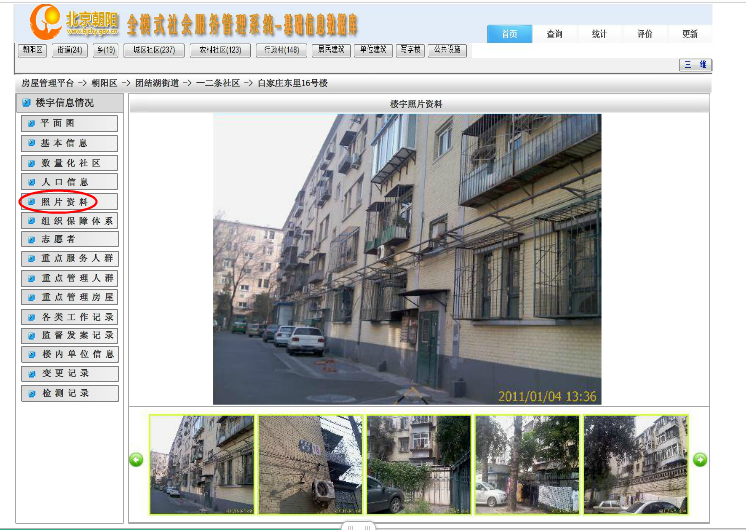 北京朝阳
全模式社会服务管理系统-基础信息数据库
首页 查询 统计 评价 更新
朝阳区 街道(24) 乡(19) 城区社区(237) 农村社区(123) 行政村(148) 居民建筑 单位建筑 写字楼 公共设施
三 维
房屋管理平台 -> 朝阳区 -> 团结湖街道 -> 一二条社区 -> 白家庄东里16号楼
楼宇信息情况
平面图
基本信息
数量化社区
人口信息
照片资料
组织保障体系
志愿者
重点服务人群
重点管理人群
重点管理房屋
各类工作记录
监督发案记录
楼内单位信息
变更记录
检测记录
楼宇照片资料
2011/01/04 13:36